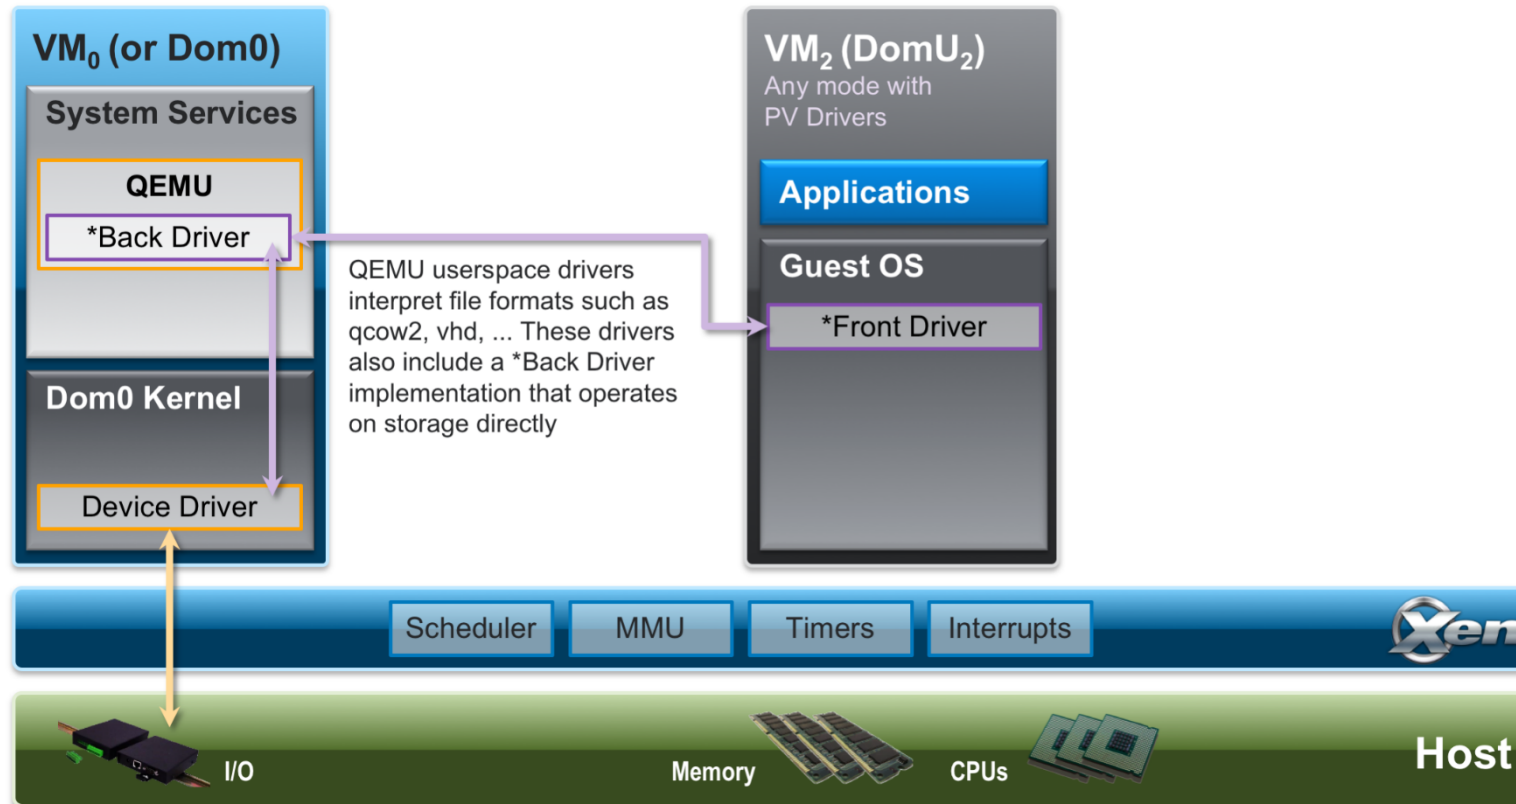 VM0 (or Dom0)
System Services
QEMU
*Back Driver
Dom0 Kernel
Device Driver
QEMU userspace drivers
interpret file formats such as
qcow2, vhd, ... These drivers
also include a *Back Driver
implementation that operates
on storage directly
VM2 (DomU2)
Any mode with
PV Drivers
Applications
Guest OS
*Front Driver
Scheduler
MMU
Timers
Interrupts
Xen
I/O
Memory
CPUs
Host